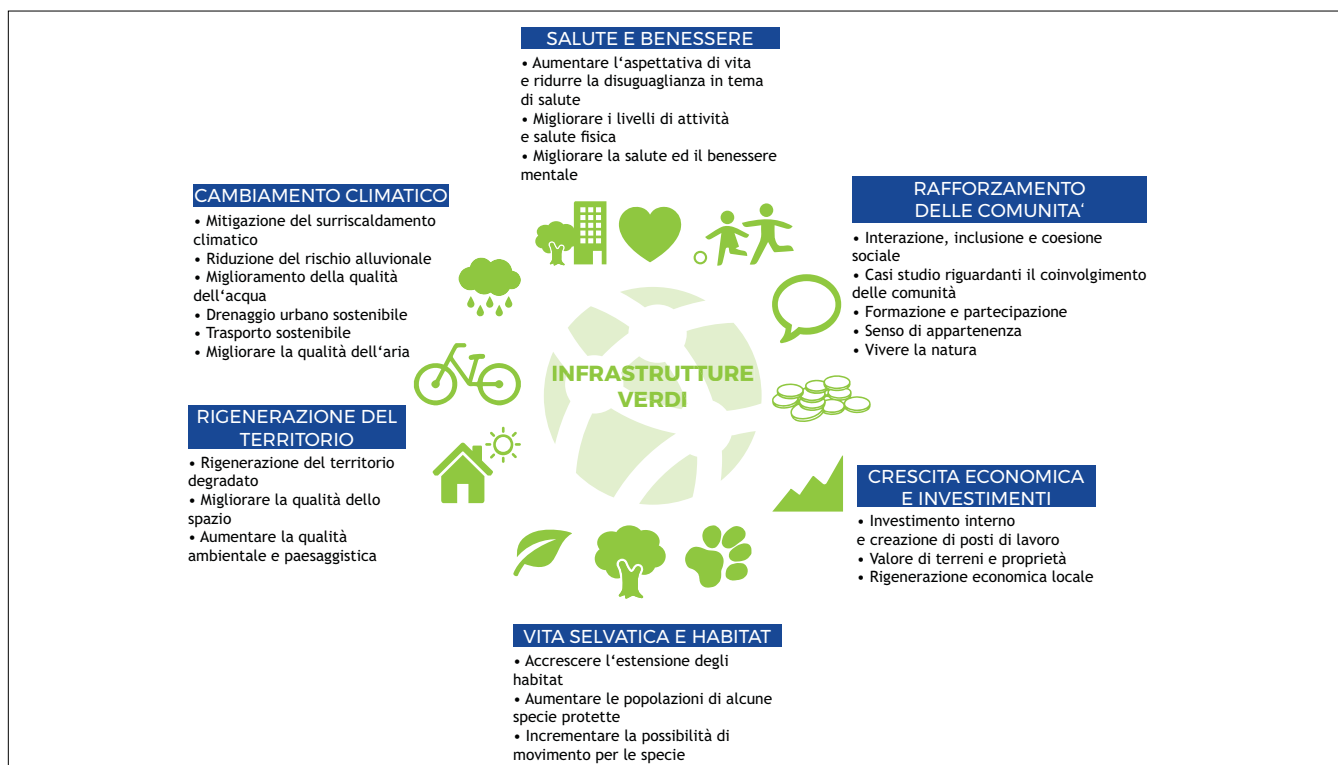 SALUTE E BENESSERE
• Aumentare l‘aspettativa di vita
e ridurre la disuguaglianza in tema
di salute
• Migliorare i livelli di attività
e salute fisica
• Migliorare la salute ed il benessere
mentale
CAMBIAMENTO CLIMATICO
• Mitigazione del surriscaldamento
climatico
• Riduzione del rischio alluvionale
• Miglioramento della qualità
dell‘acqua
• Drenaggio urbano sostenibile
• Trasporto sostenibile
• Migliorare la qualità dell‘aria
RAFFORZAMENTO
DELLE COMUNITA‘
• Interazione, inclusione e coesione
sociale
• Casi studio riguardanti il coinvolgimento
delle comunità
• Formazione e partecipazione
• Senso di appartenenza
• Vivere la natura
INFRASTRUTTURE
VERDI
RIGENERAZIONE DEL
TERRITORIO
• Rigenerazione del territorio
degradato
• Migliorare la qualità dello
spazio
• Aumentare la qualità
ambientale e paesaggistica
CRESCITA ECONOMICA
E INVESTIMENTI
• Investimento interno
e creazione di posti di lavoro
• Valore di terreni e proprietà
• Rigenerazione economica locale
VITA SELVATICA E HABITAT
• Accrescere l‘estensione degli
habitat
• Aumentare le popolazioni di alcune
specie protette
• Incrementare la possibilità di
movimento per le specie